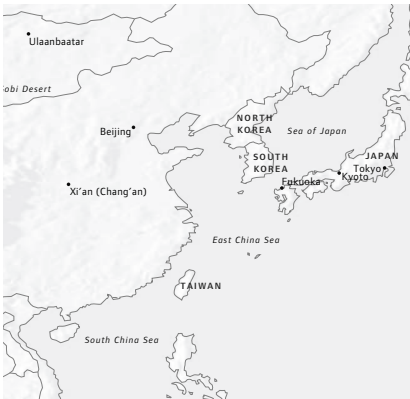 Ulaanbaatar
Gobi Desert
Beijing
NORTH
KOREA
Sea of Japan
SOUTH
KOREA
JAPAN
Tokyo
Kyoto
Fukuoka
Xi’an (Chang’an)
East China Sea
TAIWAN
South China Sea